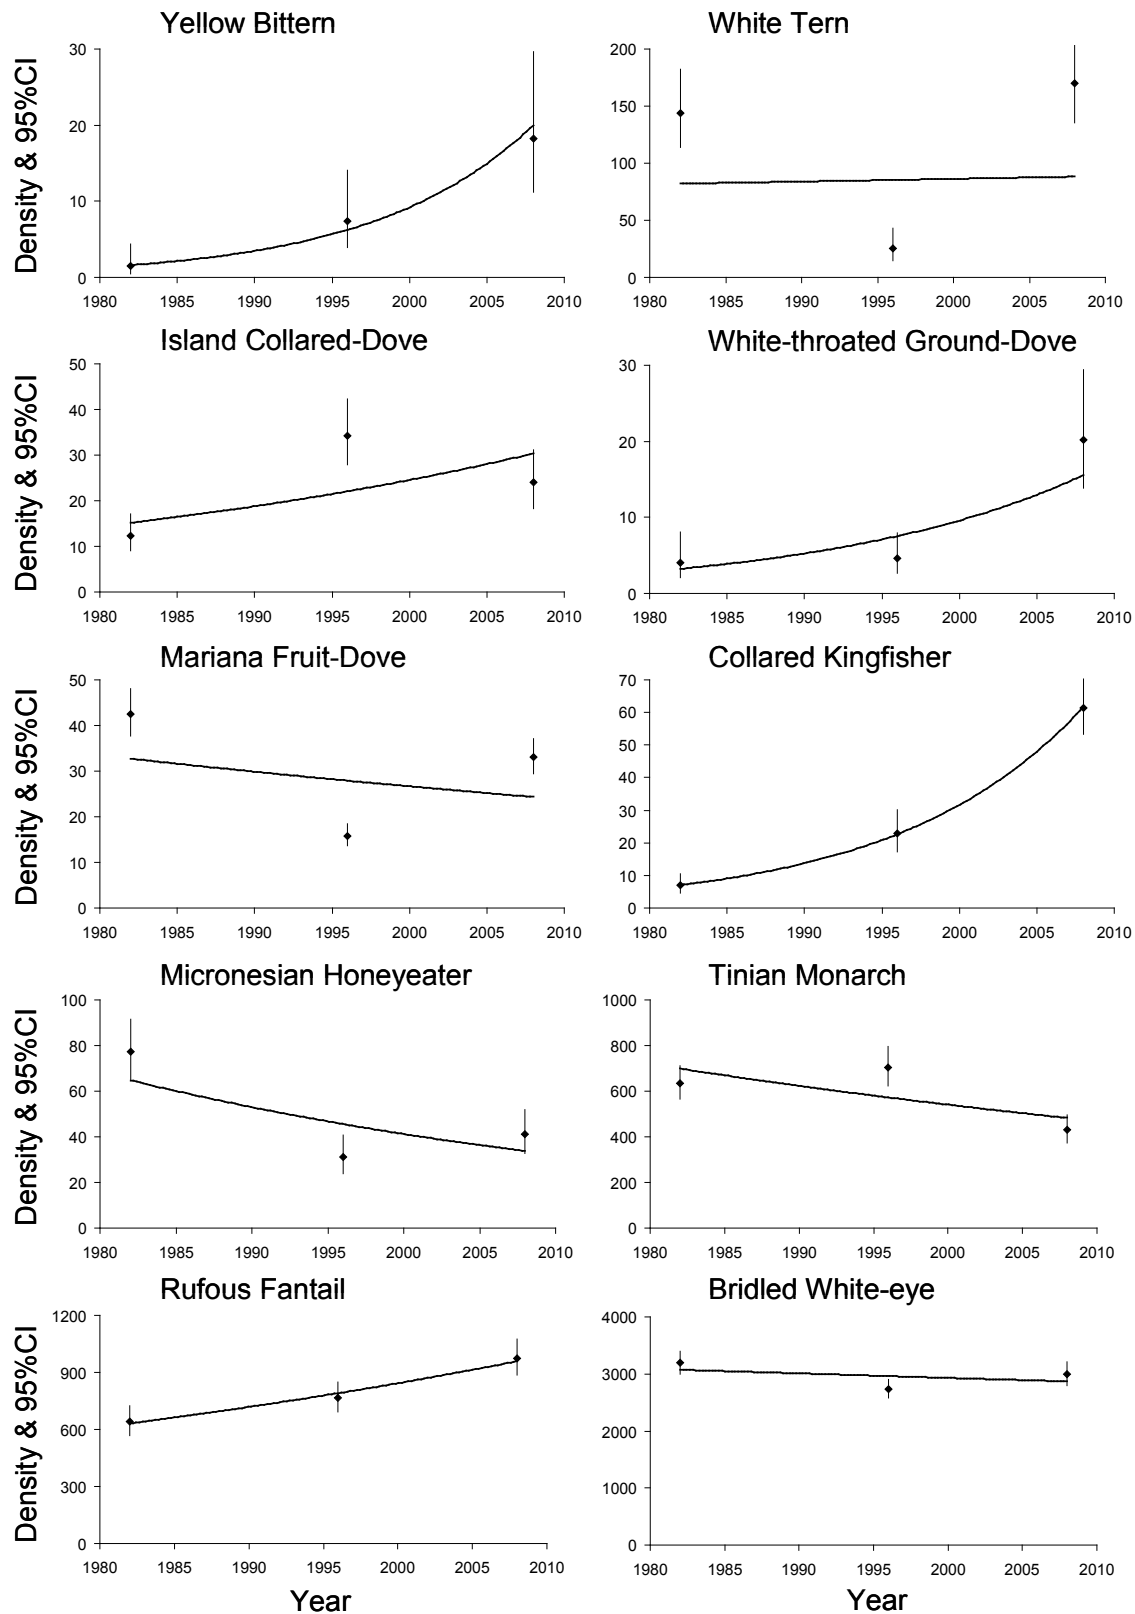 Yellow Bittern
Density & 95%CI
30
20
10
0
1980 1985 1990 1995 2000 2005 2010
White Tern
200
150
100
50
0
1980 1985 1990 1995 2000 2005 2010
Island Collared-Dove
Density & 95%CI
50
40
30
20
10
0
1980 1985 1990 1995 2000 2005 2010
White-throated Ground-Dove
30
20
10
0
1980 1985 1990 1995 2000 2005 2010
Mariana Fruit-Dove
Density & 95%CI
50
40
30
20
10
0
1980 1985 1990 1995 2000 2005 2010
Collared Kingfisher
70
60
50
40
30
20
10
0
1980 1985 1990 1995 2000 2005 2010
Micronesian Honeyeater
Density & 95%CI
100
80
60
40
20
0
1980 1985 1990 1995 2000 2005 2010
Tinian Monarch
1000
800
600
400
200
0
1980 1985 1990 1995 2000 2005 2010
Rufous Fantail
Density & 95%CI
1200
900
600
300
0
1980 1985 1990 1995 2000 2005 2010
Year
Bridled White-eye
4000
3000
2000
1000
0
1980 1985 1990 1995 2000 2005 2010
Year